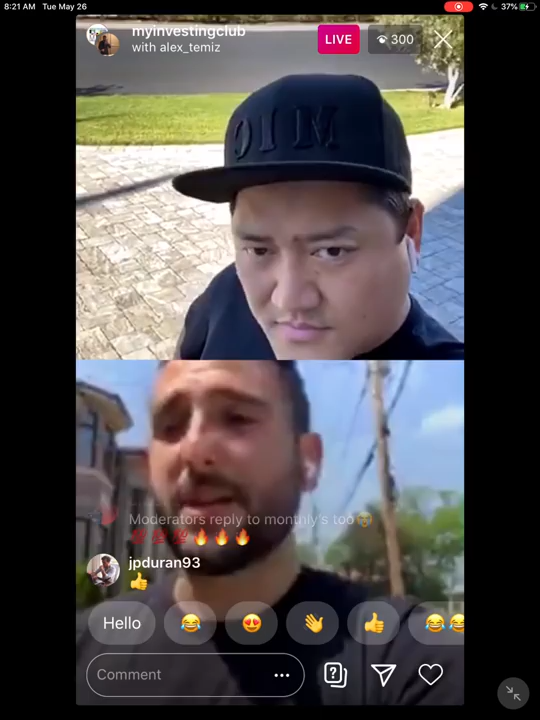 8:21 AM Tue May 26
37%
myinvestingclub
with alex_temiz
LIVE
300
MIC
Moderators reply to monthly's too😭
💯💯💯🔥🔥🔥
jpduran93
👍
Hello 😂 😍 👋 👍 😂😂
Comment